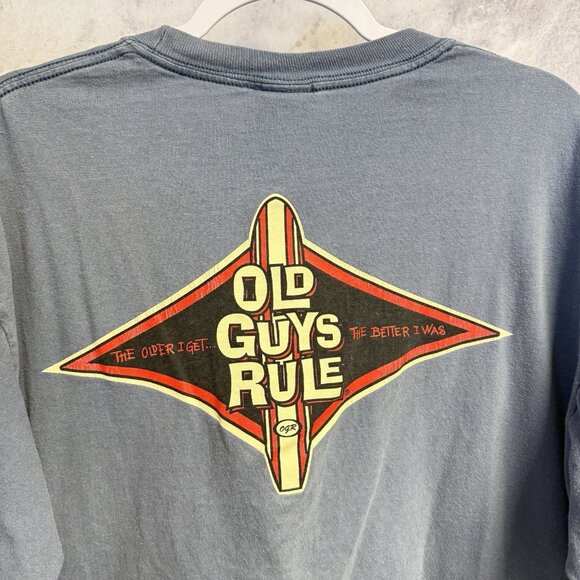 OLD
GUYS
RULE
THE OLDER I GET...
THE BETTER I WAS
OGR